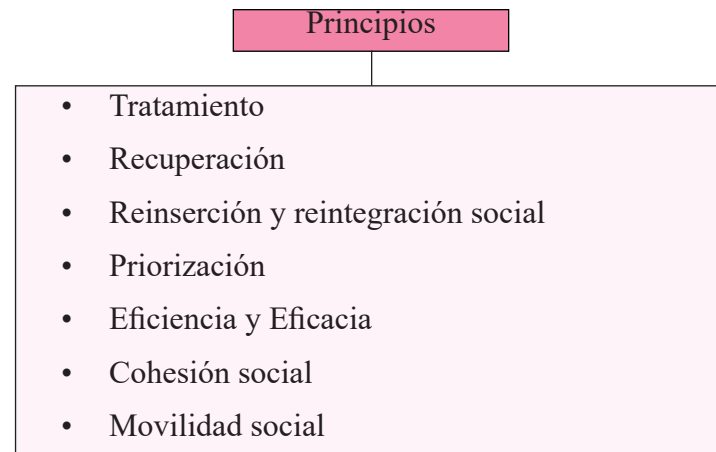 Principios
• Tratamiento
• Recuperación
• Reinserción y reintegración social
• Priorización
• Eficiencia y Eficacia
• Cohesión social
• Movilidad social